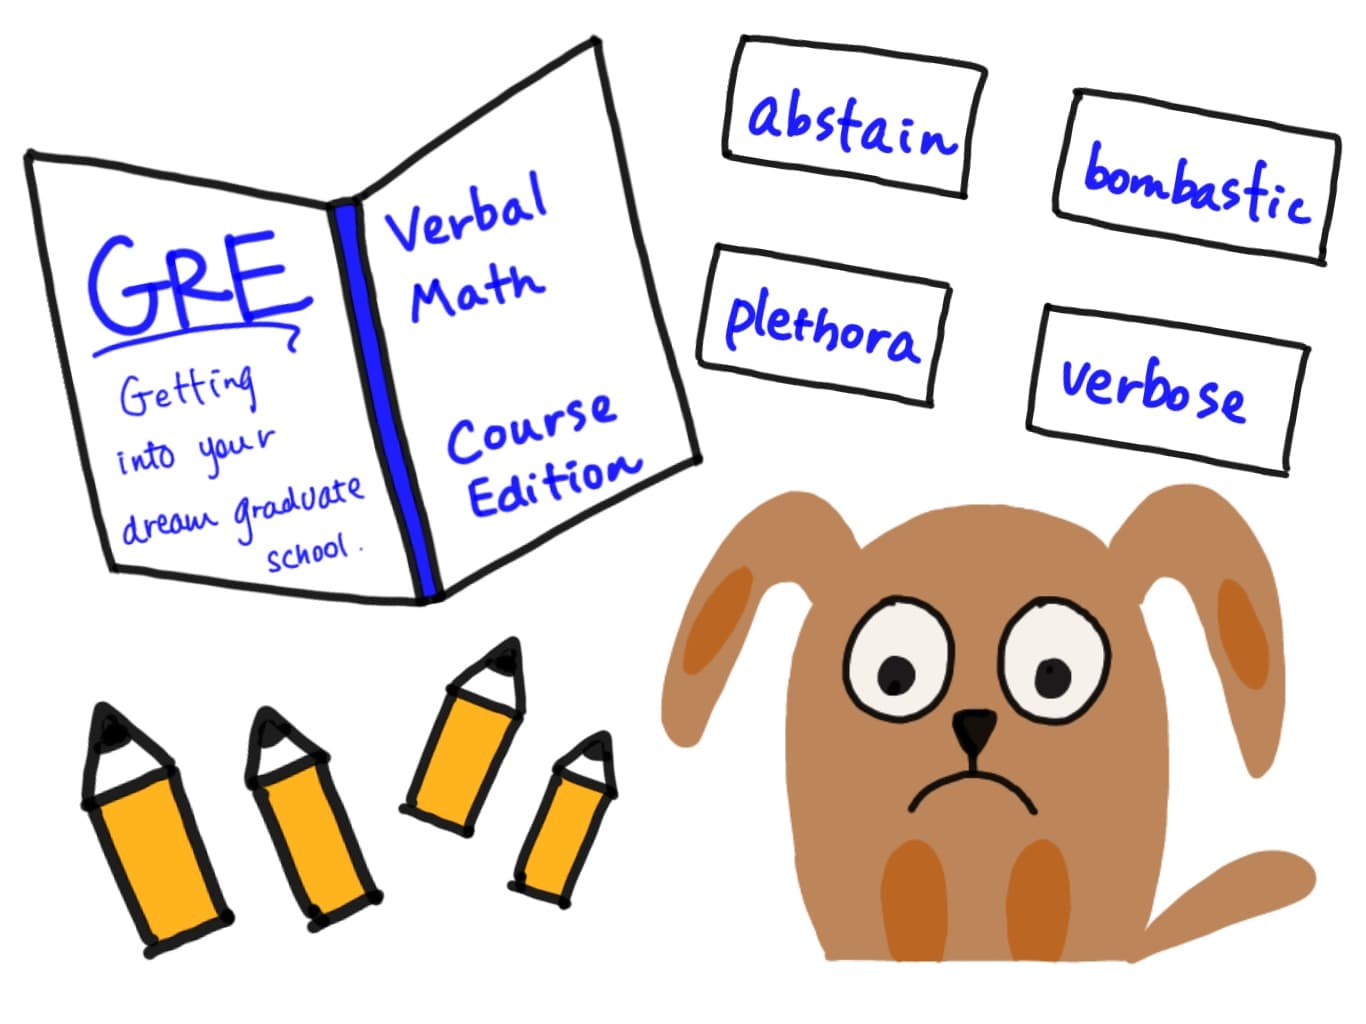 GRE
Getting
into your
dream graduate
school.
Verbal
Math
Course
Edition
abstain
bombastic
plethora
verbose